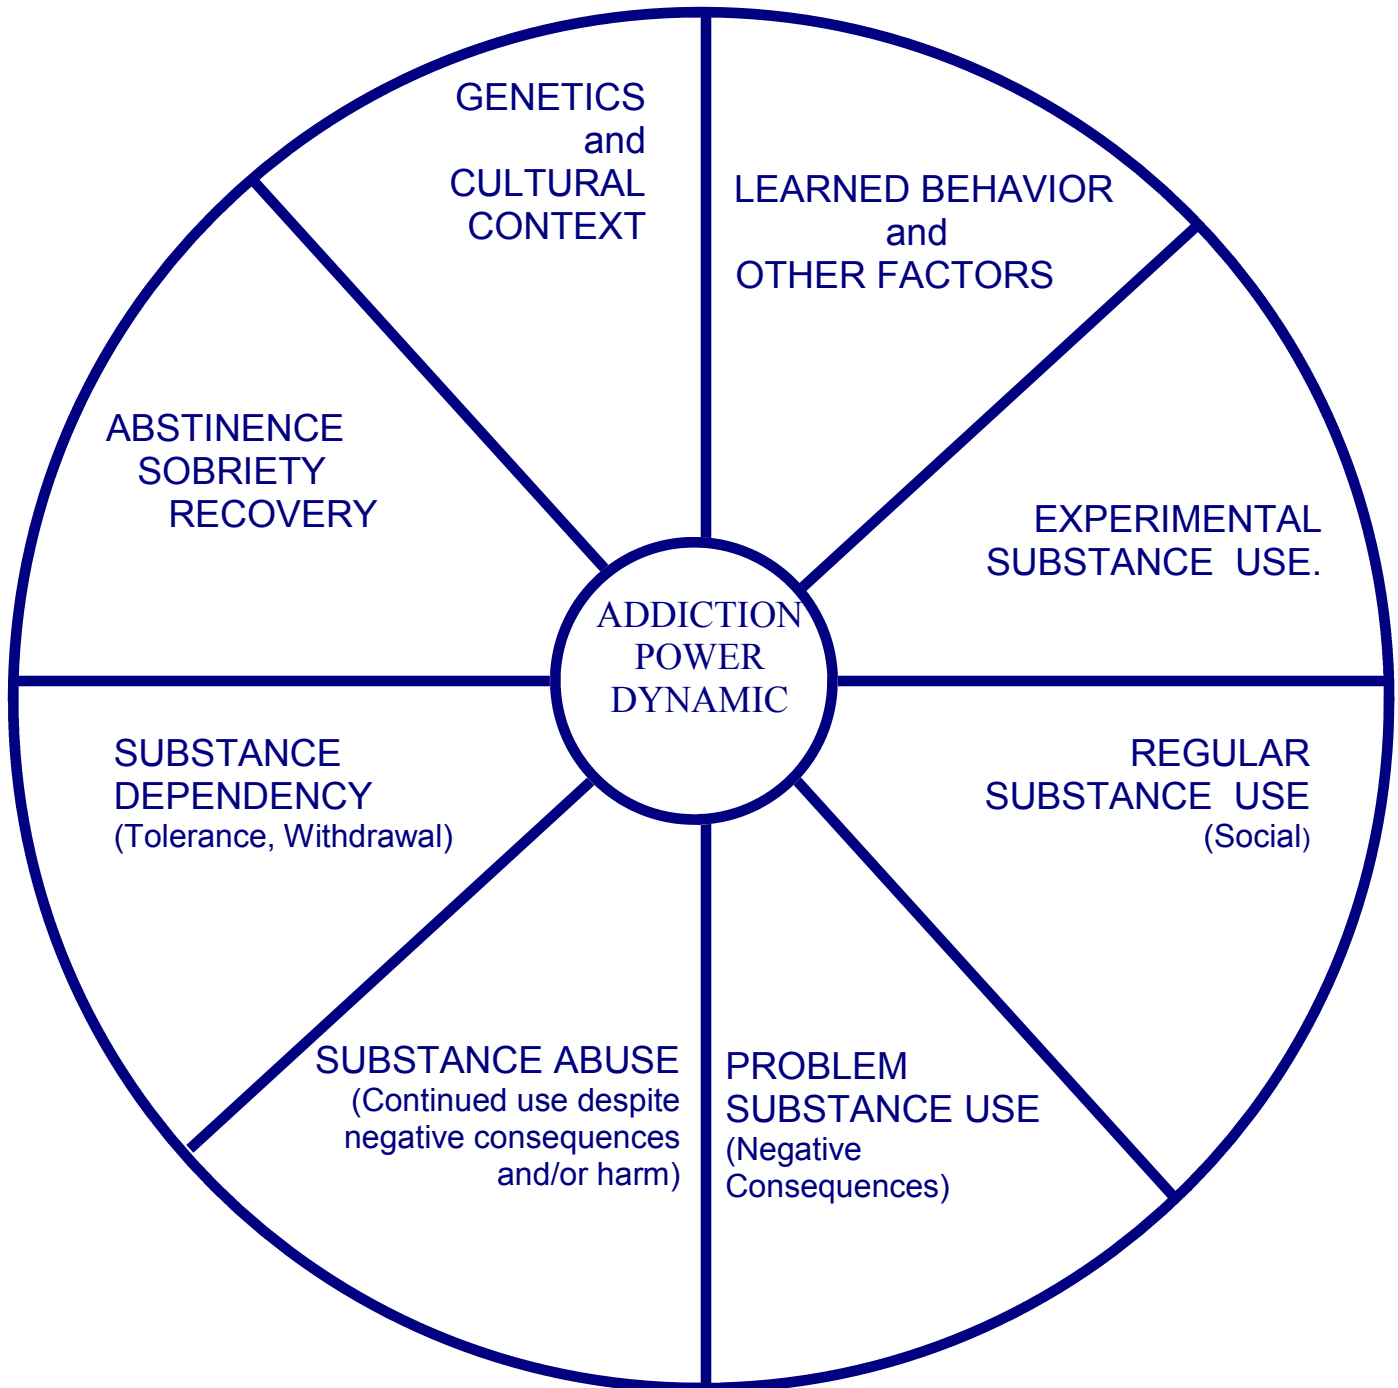 GENETICS
and
CULTURAL
CONTEXT
LEARNED BEHAVIOR
and
OTHER FACTORS
EXPERIMENTAL
SUBSTANCE  USE.
REGULAR
SUBSTANCE  USE
(Social)
PROBLEM
SUBSTANCE USE
(Negative
Consequences)
SUBSTANCE ABUSE
(Continued use despite
negative consequences
and/or harm)
SUBSTANCE
DEPENDENCY
(Tolerance, Withdrawal)
ABSTINENCE
SOBRIETY
RECOVERY
ADDICTION
POWER
DYNAMIC